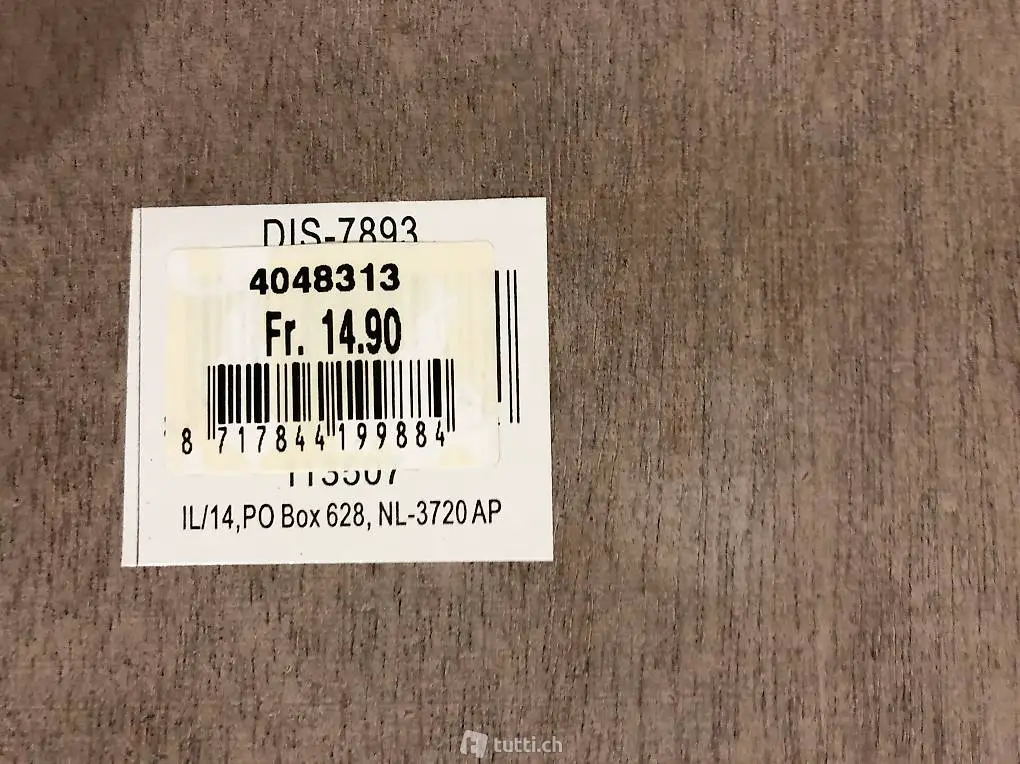 DIS-7893
4048313
Fr. 14.90
8 717844 199884
IL/14,PO Box 628, NL-3720 AP
tutti.ch